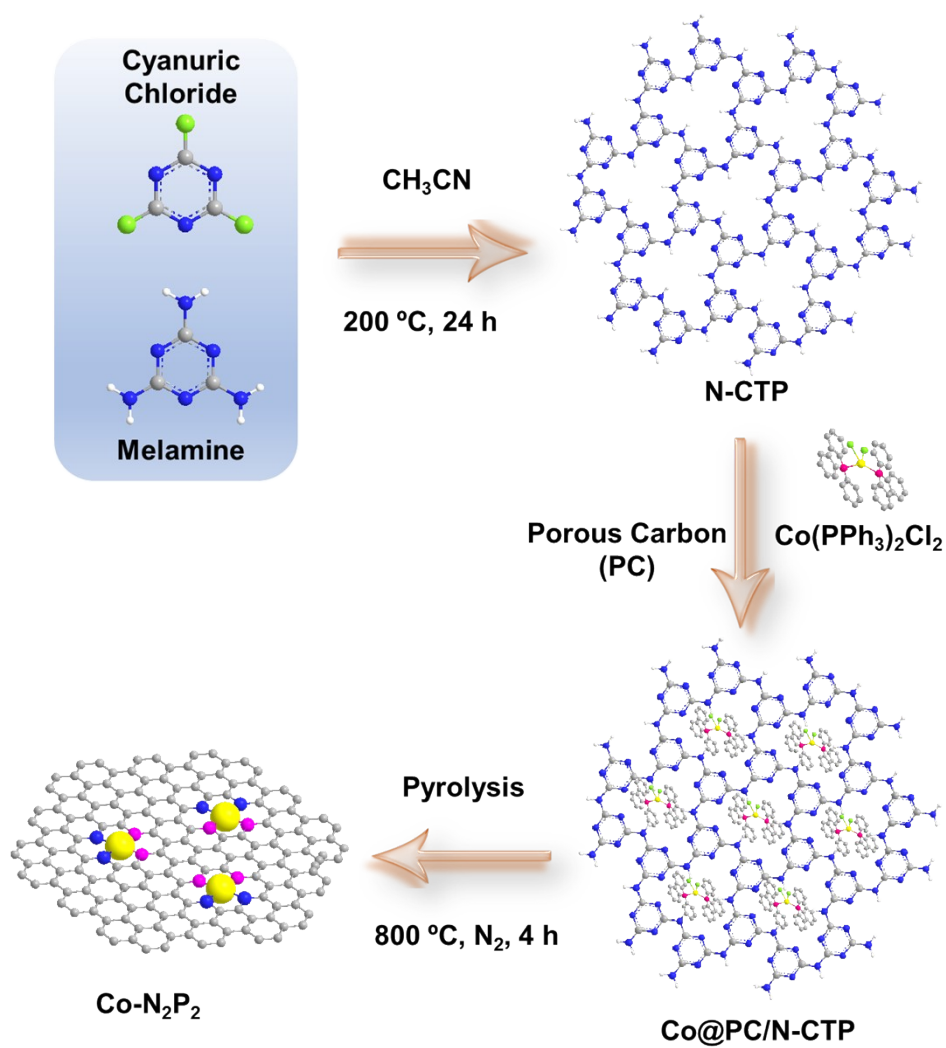 Cyanuric
Chloride
CH₃CN
200 ºC, 24 h
Melamine
N-CTP
Porous Carbon
(PC)
Co(PPh₃)₂Cl₂
Pyrolysis
800 ºC, N₂, 4 h
Co-N₂P₂
Co@PC/N-CTP